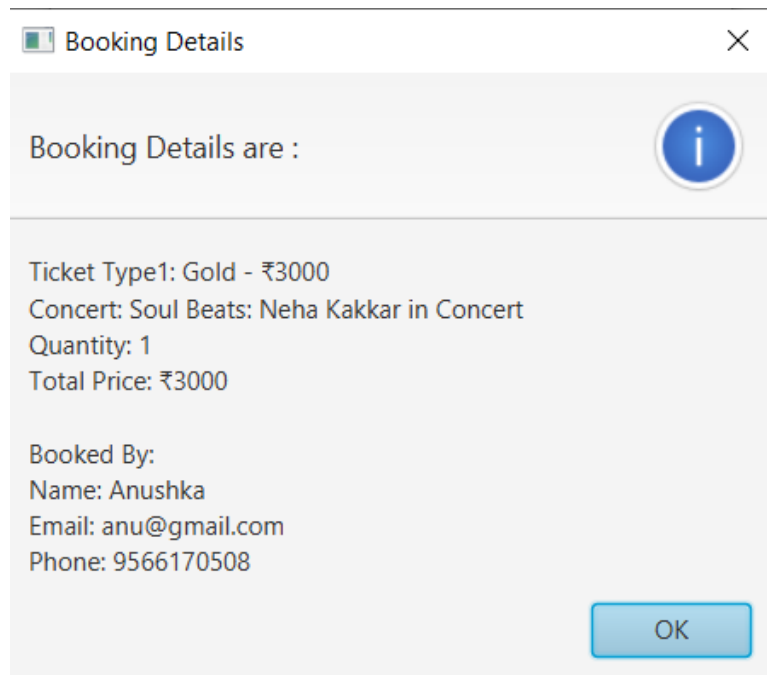 Booking Details
Booking Details are :
i
Ticket Type1: Gold - ₹3000
Concert: Soul Beats: Neha Kakkar in Concert
Quantity: 1
Total Price: ₹3000
Booked By:
Name: Anushka
Email: anu@gmail.com
Phone: 9566170508
OK